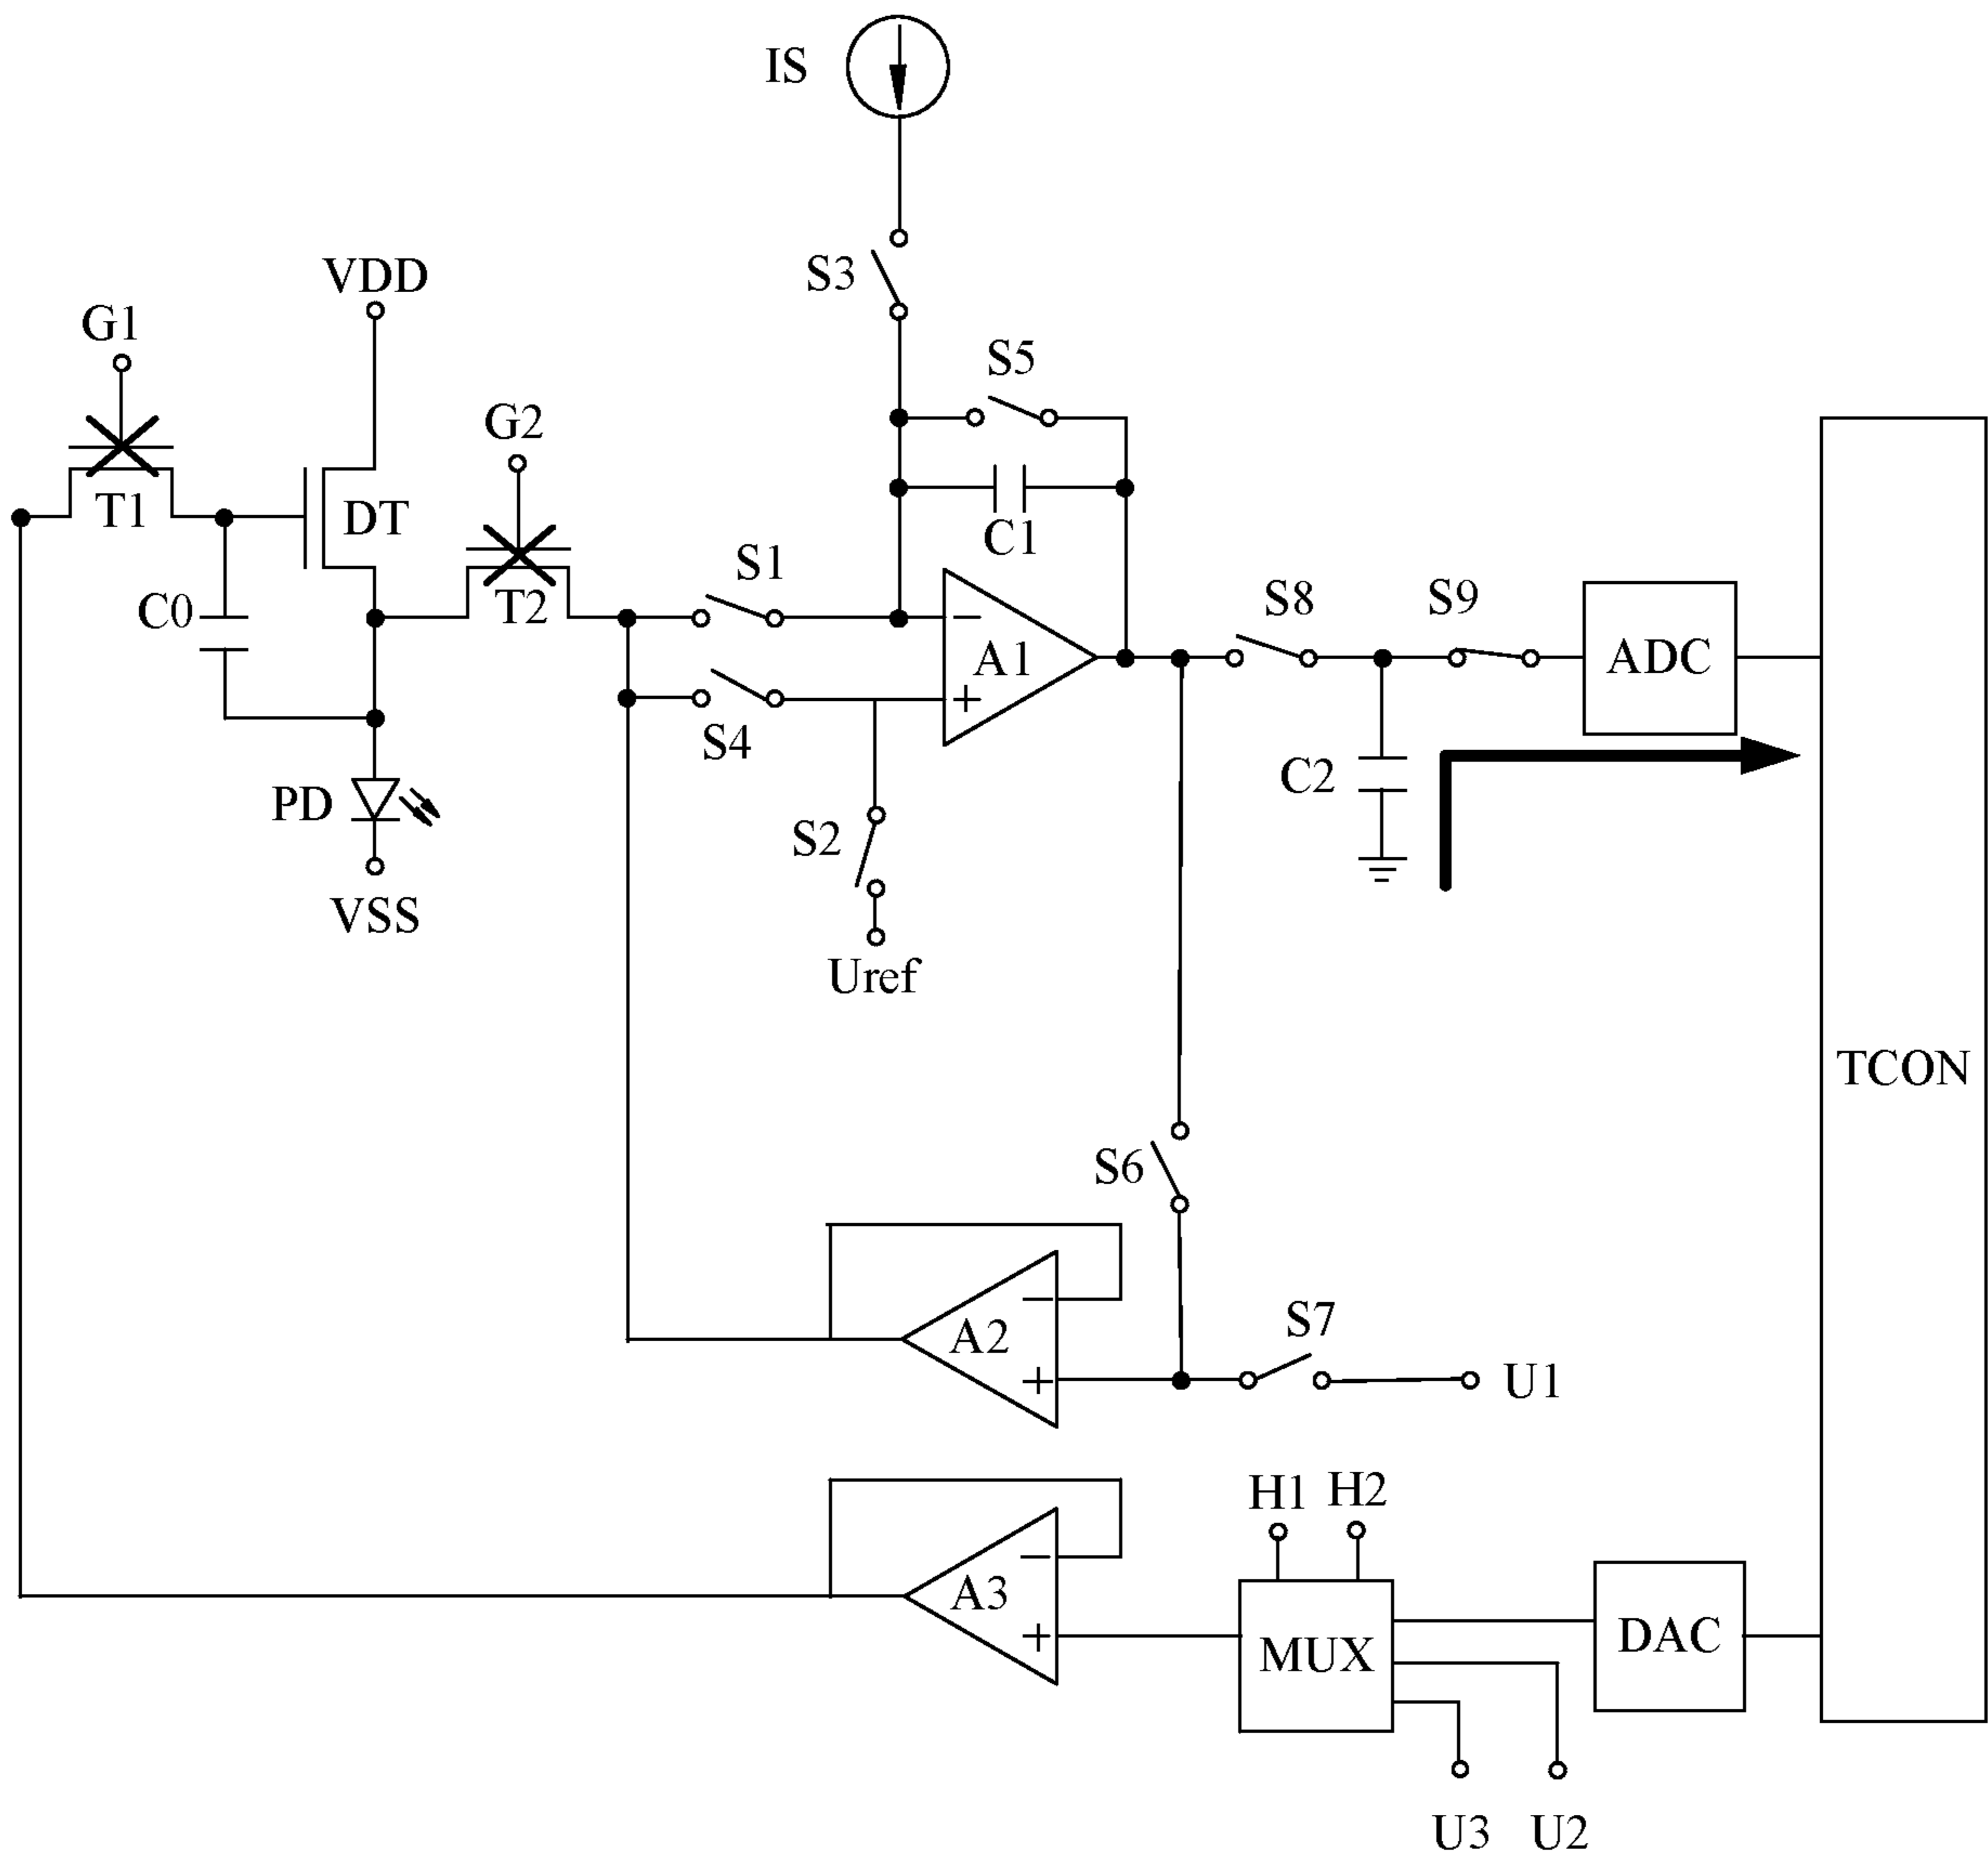 IS
S3
VDD
G1
S5
G2
T1
DT
C1
S1
C0
T2
S8
S9
A1
ADC
−
+
S4
C2
PD
S2
VSS
Uref
TCON
S6
−
S7
A2
+
U1
H1
H2
−
A3
+
MUX
DAC
U3
U2